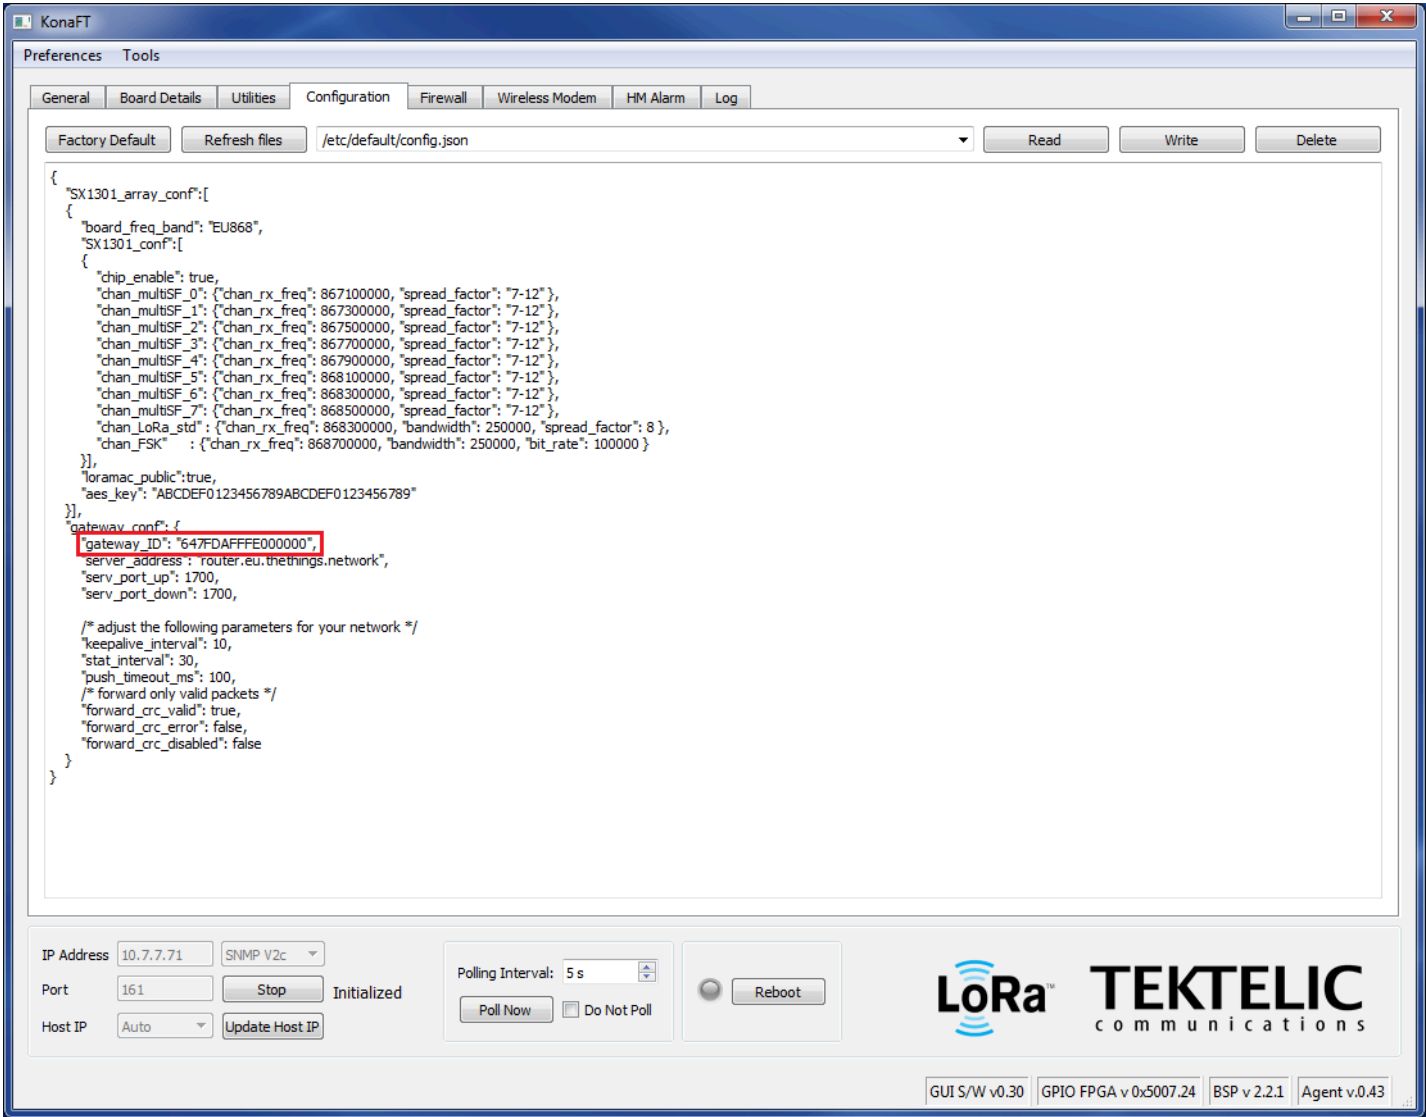 KonaFT
Preferences Tools
General Board Details Utilities Configuration Firewall Wireless Modem HM Alarm Log
Factory Default Refresh files /etc/default/config.json Read Write Delete
{
"SX1301_array_conf":[
{
"board_freq_band": "EU868",
"SX1301_conf":[
{
"chip_enable": true,
"chan_multiSF_0": {"chan_rx_freq": 867100000, "spread_factor": "7-12" },
"chan_multiSF_1": {"chan_rx_freq": 867300000, "spread_factor": "7-12" },
"chan_multiSF_2": {"chan_rx_freq": 867500000, "spread_factor": "7-12" },
"chan_multiSF_3": {"chan_rx_freq": 867700000, "spread_factor": "7-12" },
"chan_multiSF_4": {"chan_rx_freq": 867900000, "spread_factor": "7-12" },
"chan_multiSF_5": {"chan_rx_freq": 868100000, "spread_factor": "7-12" },
"chan_multiSF_6": {"chan_rx_freq": 868300000, "spread_factor": "7-12" },
"chan_multiSF_7": {"chan_rx_freq": 868500000, "spread_factor": "7-12" },
"chan_LoRa_std" : {"chan_rx_freq": 868300000, "bandwidth": 250000, "spread_factor": 8 },
"chan_FSK" : {"chan_rx_freq": 868700000, "bandwidth": 250000, "bit_rate": 100000 }
}],
"loramac_public":true,
"aes_key": "ABCDEF0123456789ABCDEF0123456789"
}],
"gateway_conf": {
"gateway_ID": "647FDAFFFE000000",
"server_address": "router.eu.thethings.network",
"serv_port_up": 1700,
"serv_port_down": 1700,
/* adjust the following parameters for your network */
"keepalive_interval": 10,
"stat_interval": 30,
"push_timeout_ms": 100,
/* forward only valid packets */
"forward_crc_valid": true,
"forward_crc_error": false,
"forward_crc_disabled": false
}
}
IP Address 10.7.7.71 SNMP V2c
Port 161 Stop Initialized
Host IP Auto Update Host IP
Polling Interval: 5 s
Poll Now Do Not Poll
Reboot
LoRa™
TEKTELIC
communications
GUI S/W v0.30 GPIO FPGA v 0x5007.24 BSP v 2.2.1 Agent v.0.43